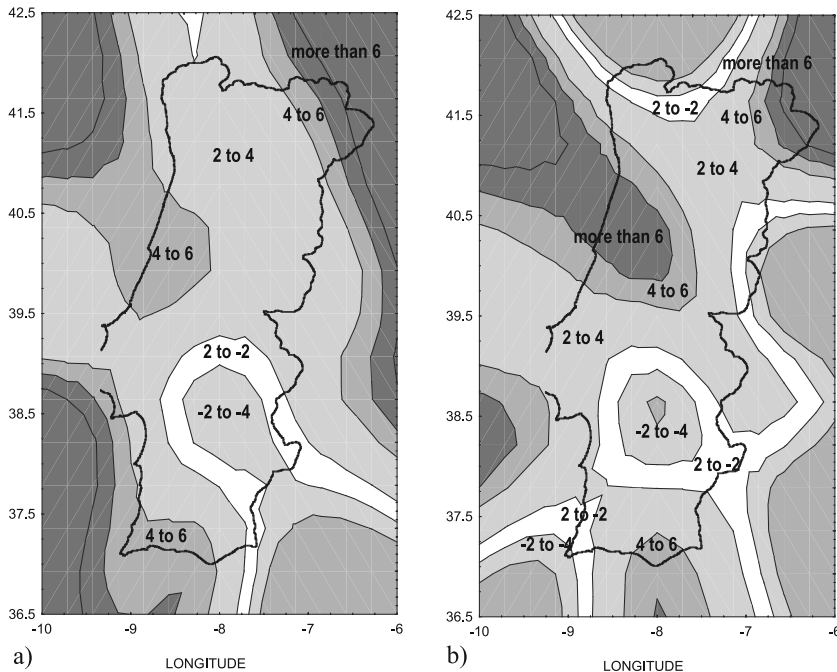 42.5
41.5
40.5
39.5
38.5
37.5
36.5
-10
-9
-8
-7
-6
LONGITUDE
a)
more than 6
4 to 6
2 to 4
4 to 6
2 to -2
-2 to -4
4 to 6
42.5
41.5
40.5
39.5
38.5
37.5
36.5
-10
-9
-8
-7
-6
LONGITUDE
b)
more than 6
2 to -2
4 to 6
2 to 4
more than 6
4 to 6
2 to 4
-2 to -4
2 to -2
2 to -2
-2 to -4
4 to 6